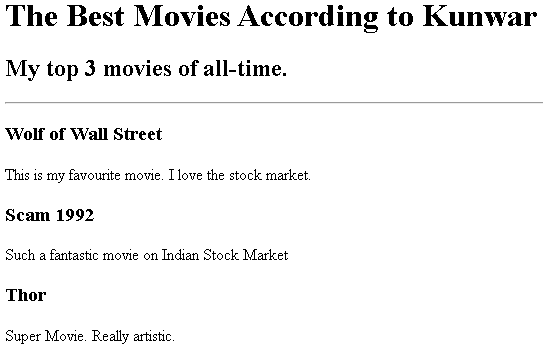 The Best Movies According to Kunwar
My top 3 movies of all-time.
Wolf of Wall Street
This is my favourite movie. I love the stock market.
Scam 1992
Such a fantastic movie on Indian Stock Market
Thor
Super Movie. Really artistic.